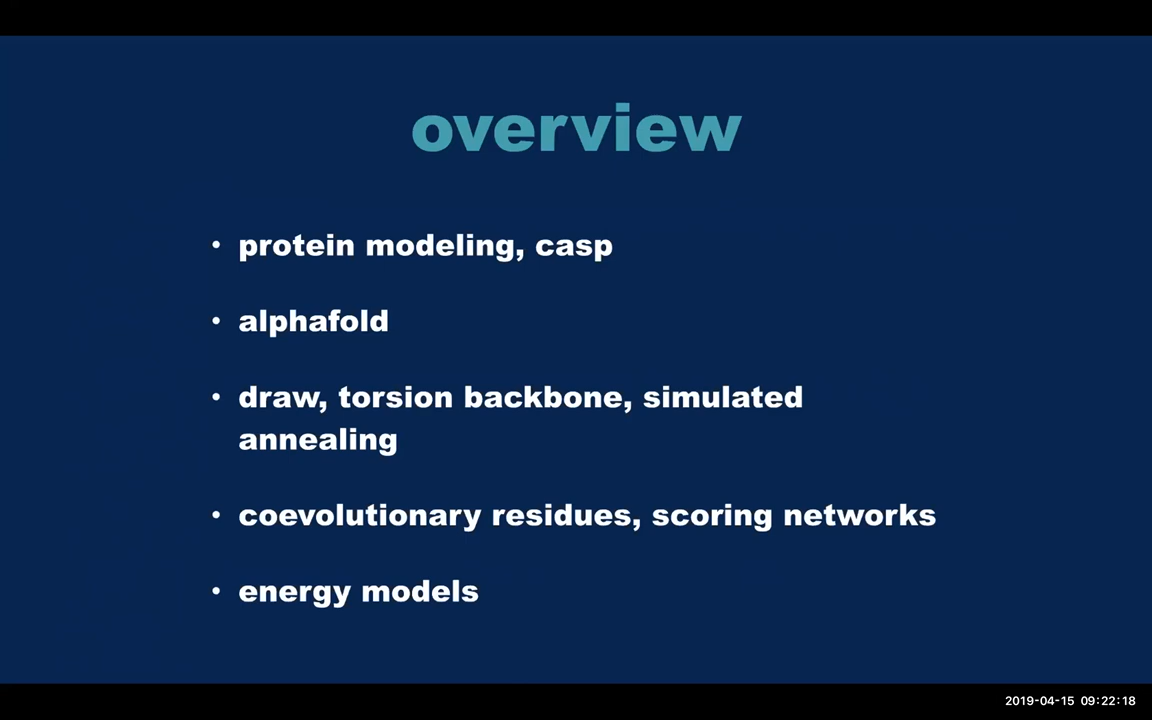 overview
• protein modeling, casp
• alphafold
• draw, torsion backbone, simulated
annealing
• coevolutionary residues, scoring networks
• energy models
2019-04-15 09:22:18